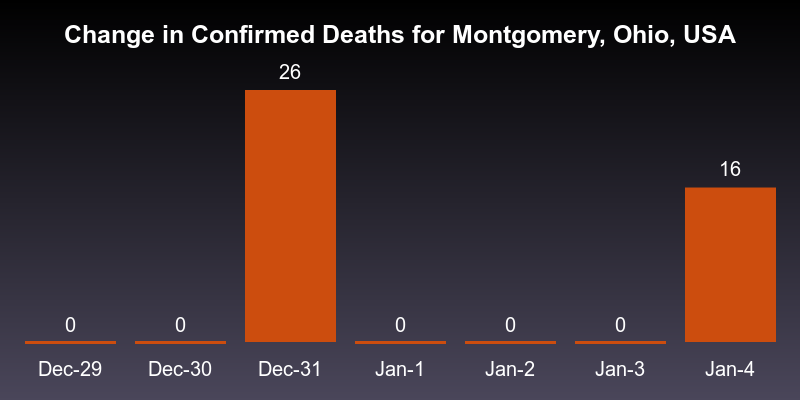 Change in Confirmed Deaths for Montgomery, Ohio, USA
26
16
0 0 0 0 0
Dec-29 Dec-30 Dec-31 Jan-1 Jan-2 Jan-3 Jan-4